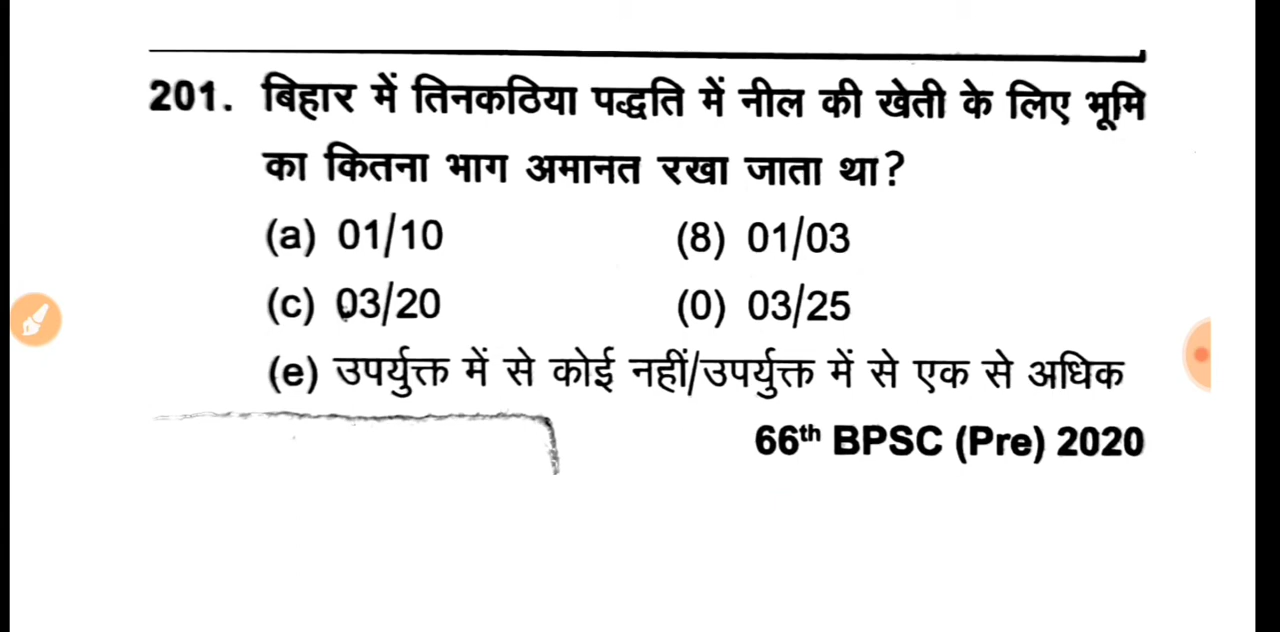 201. बिहार में तिनकठिया पद्धति में नील की खेती के लिए भूमि
का कितना भाग अमानत रखा जाता था?
(a) 01/10 (8) 01/03
(c) 03/20 (0) 03/25
(e) उपर्युक्त में से कोई नहीं/उपर्युक्त में से एक से अधिक
66th BPSC (Pre) 2020